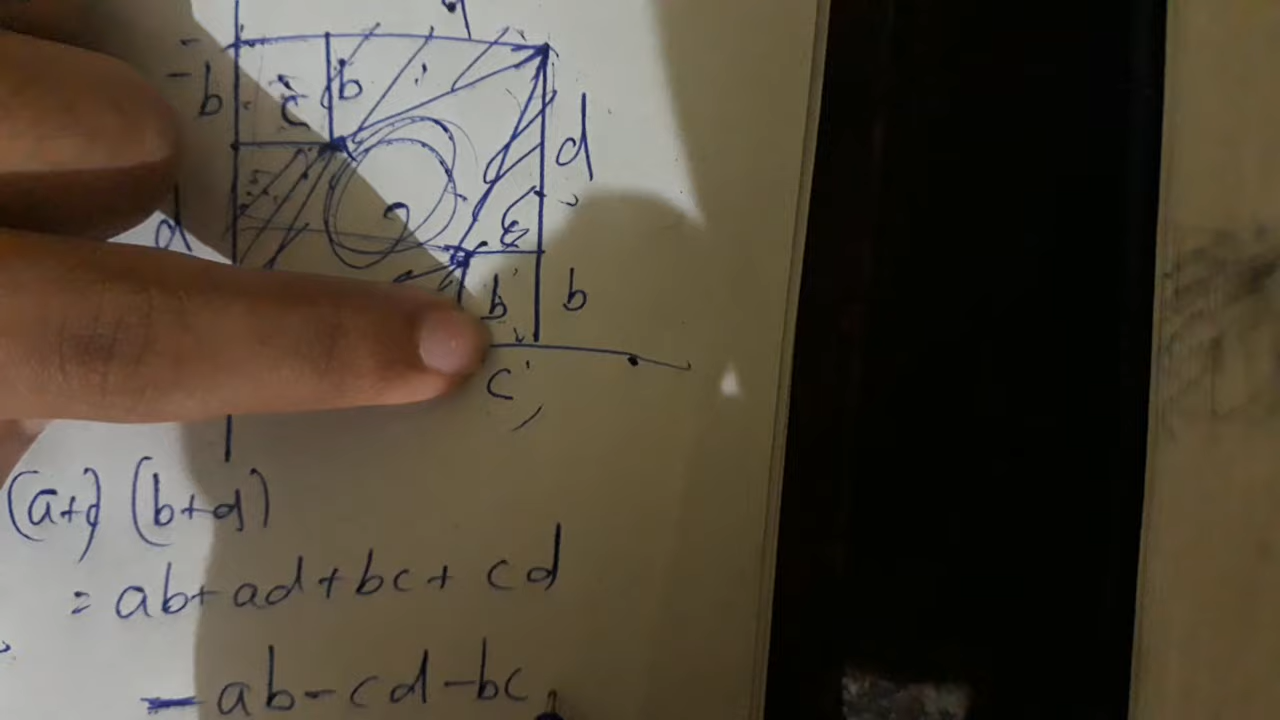 b
c
b
d
d
b
b
c
(a+c) (b+d)
= ab+ad+bc+ cd
- ab-cd-bc